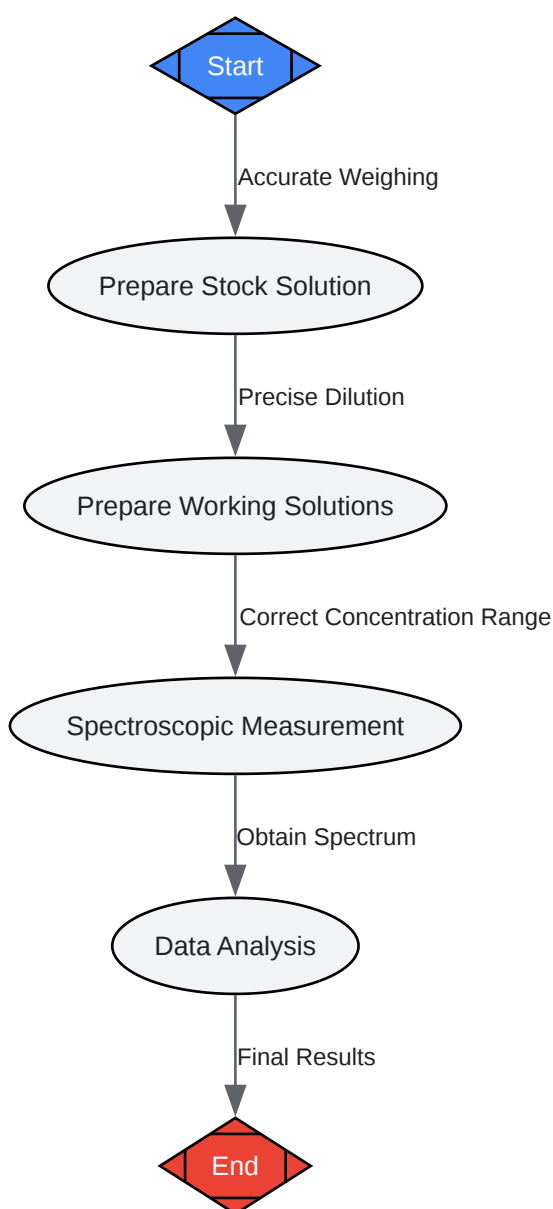 Start
Accurate Weighing
Prepare Stock Solution
Precise Dilution
Prepare Working Solutions
Correct Concentration Range
Spectroscopic Measurement
Obtain Spectrum
Data Analysis
Final Results
End